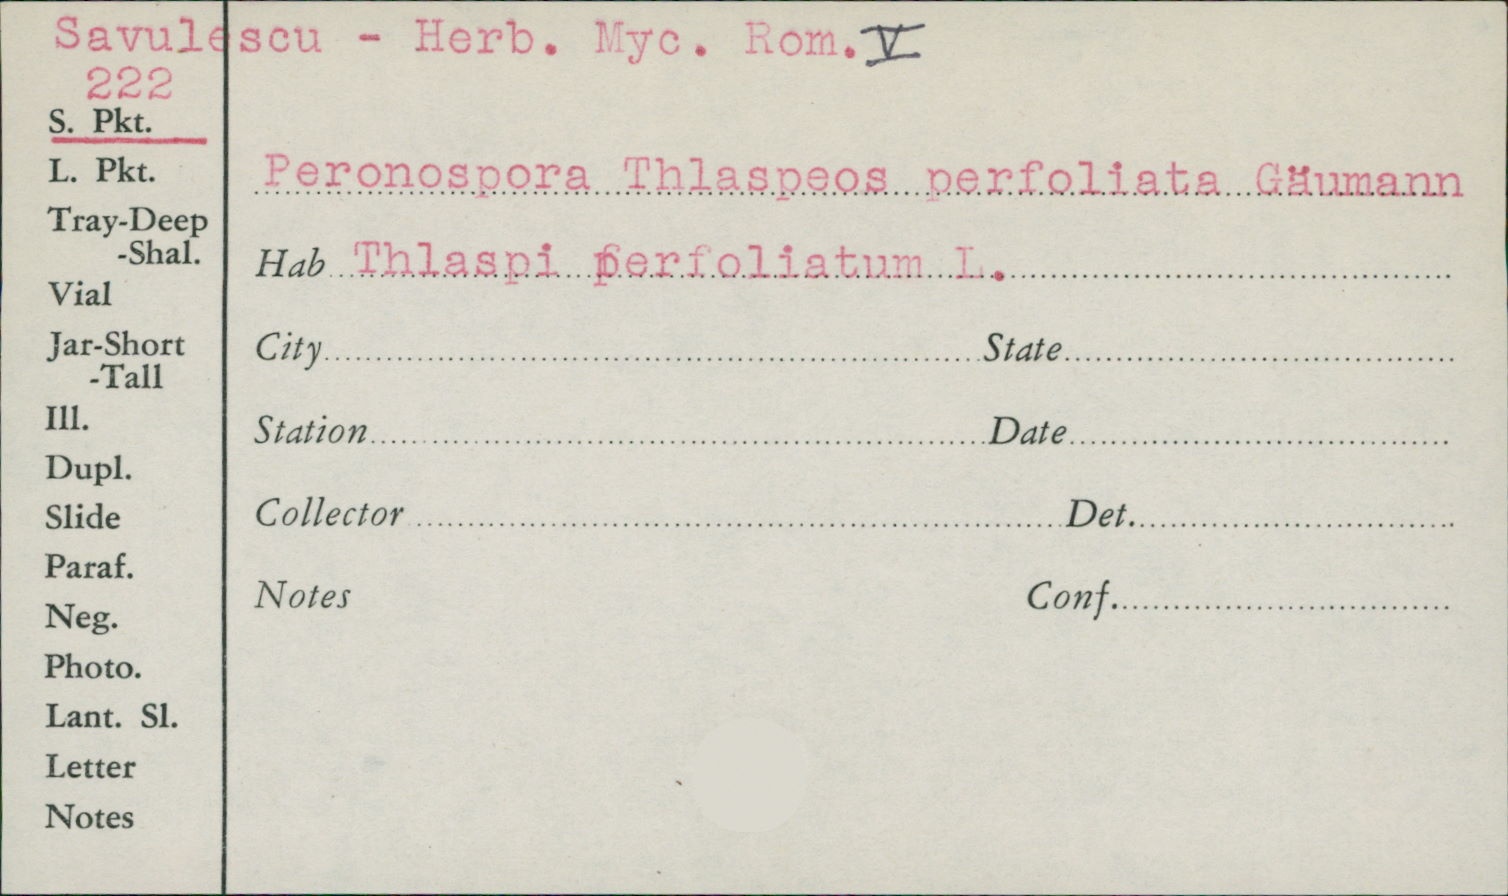 Savulescu - Herb. Myc. Rom. V
222
S. Pkt.
L. Pkt.
Tray-Deep
-Shal.
Vial
Jar-Short
-Tall
Ill.
Dupl.
Slide
Paraf.
Neg.
Photo.
Lant. Sl.
Letter
Notes
Peronospora Thlaspeos perfoliata Gäumann
Hab Thlaspi perfoliatum L.
City State
Station Date
Collector Det.
Notes Conf.